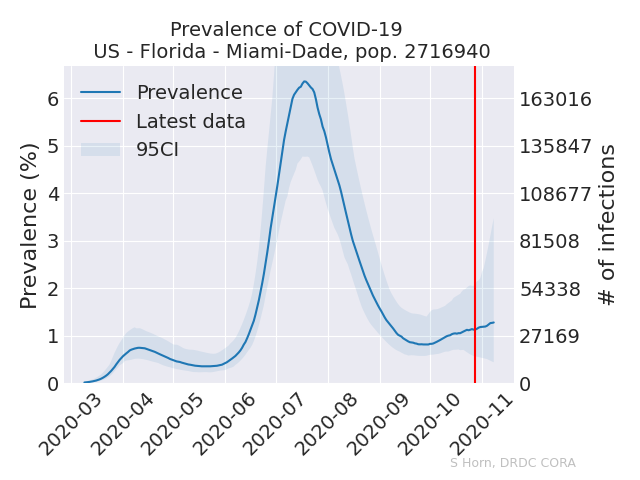 Prevalence of COVID-19
US - Florida - Miami-Dade, pop. 2716940
Prevalence
Latest data
95CI
Prevalence (%)
6
5
4
3
2
1
0
163016
135847
108677
81508
54338
27169
0
# of infections
2020-03
2020-04
2020-05
2020-06
2020-07
2020-08
2020-09
2020-10
2020-11
S Horn, DRDC CORA